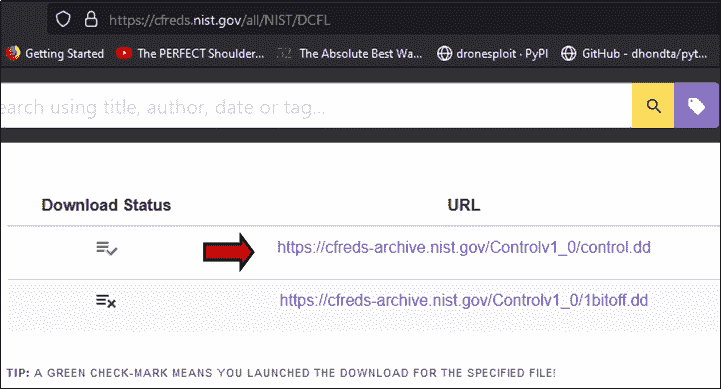 https://cfreds.nist.gov/all/NIST/DCFL
Getting Started The PERFECT Shoulder... 52 The Absolute Best Wa... dronesploit · PyPI GitHub - dhondta/pyt...
earch using title, author, date or tag...
Download Status URL
https://cfreds-archive.nist.gov/Controlv1_0/control.dd
https://cfreds-archive.nist.gov/Controlv1_0/1bitoff.dd
TIP: A GREEN CHECK-MARK MEANS YOU LAUNCHED THE DOWNLOAD FOR THE SPECIFIED FILE!